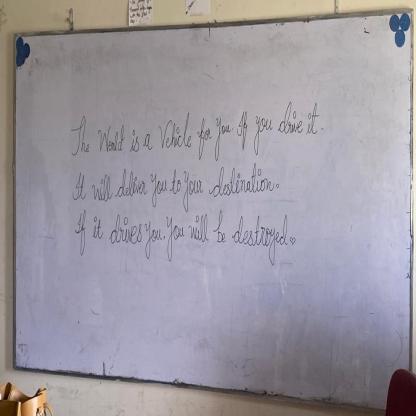 The World is a Vehicle for You. If you drive it.
It will deliver You to Your destination.
If it drives You, You will be destroyed.